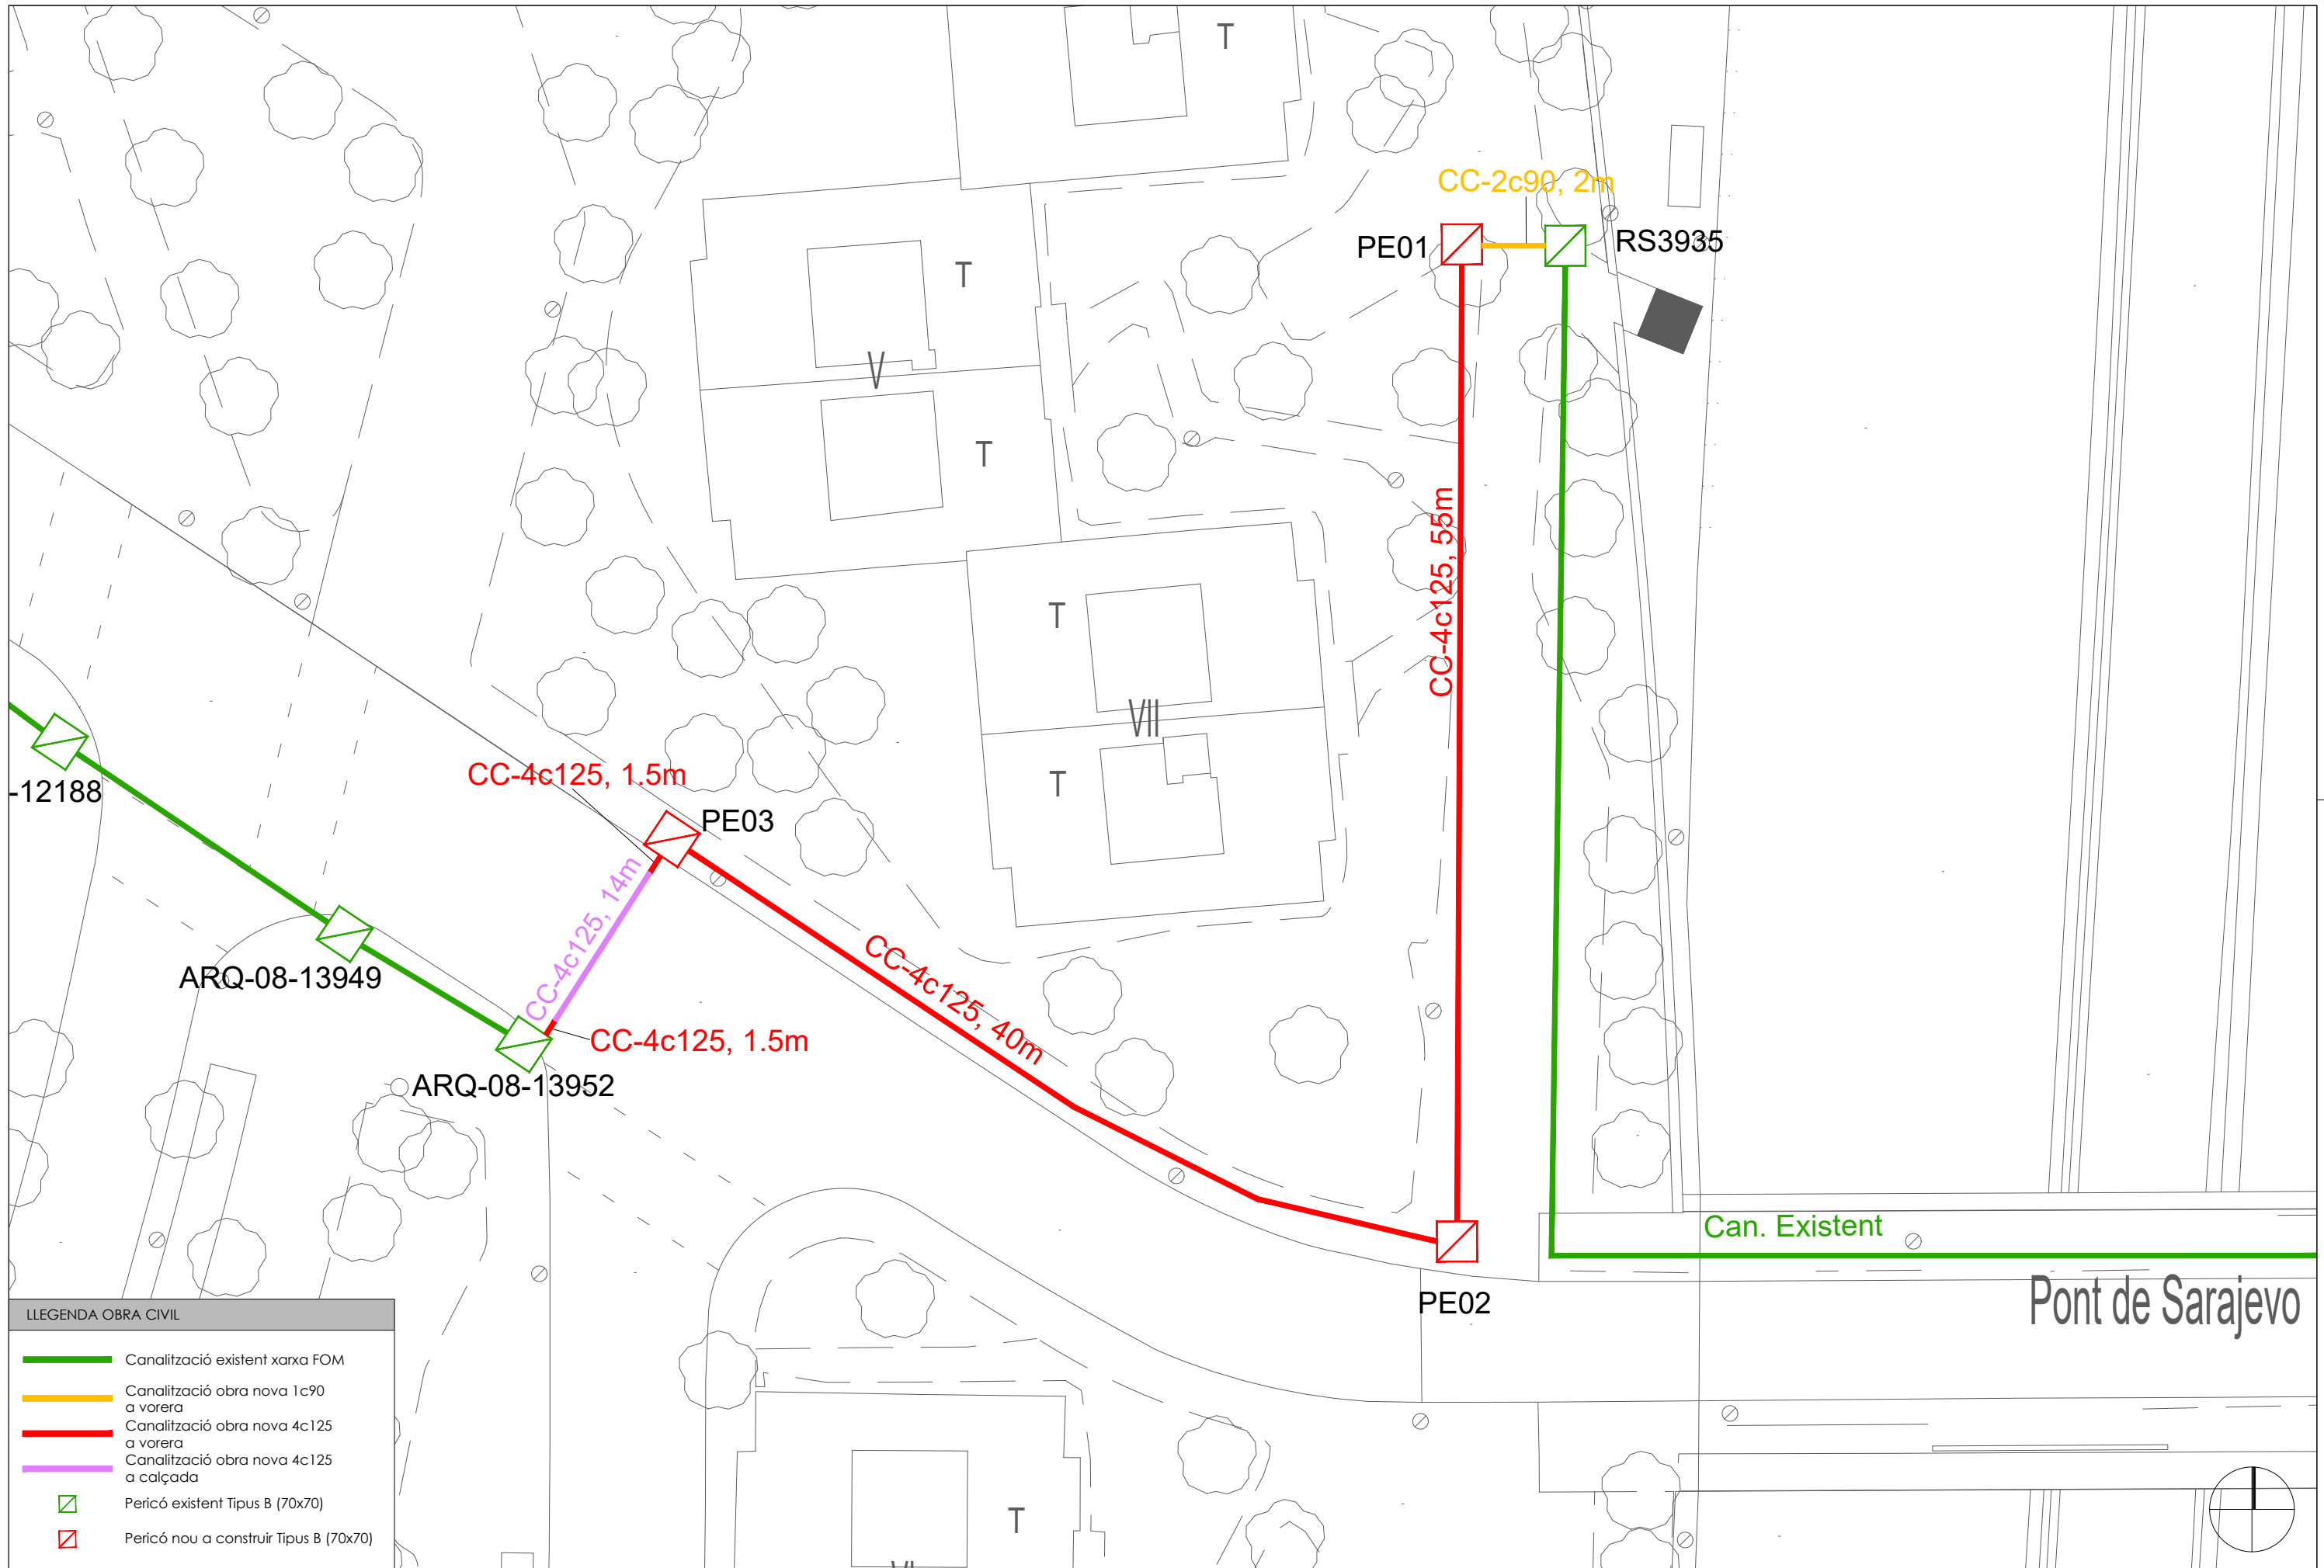 T
CC-2c90, 2m
PE01
RS3935
T
V
T
CC-4c125, 55m
T
VII
T
CC-4c125, 1.5m
-12188
PE03
CC-4c125, 14m
ARQ-08-13949
CC-4c125, 40m
CC-4c125, 1.5m
ARQ-08-13952
Can. Existent
PE02
Pont de Sarajevo
LLEGENDA OBRA CIVIL
Canalització existent xarxa FOM
Canalització obra nova 1c90
a vorera
Canalització obra nova 4c125
a vorera
Canalització obra nova 4c125
a calçada
Pericó existent Tipus B (70x70)
Pericó nou a construir Tipus B (70x70)
T